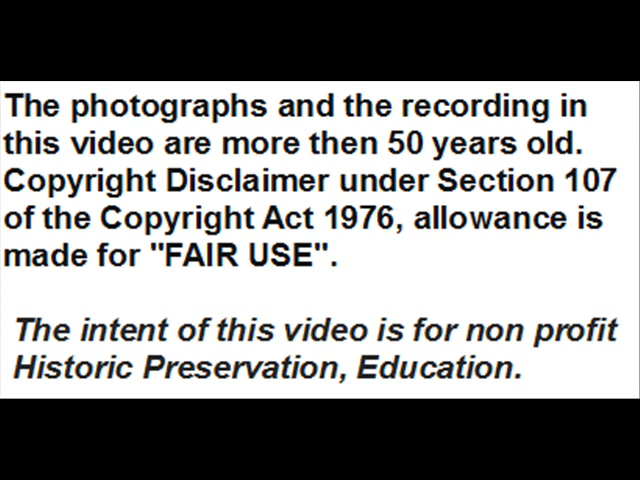 The photographs and the recording in
this video are more then 50 years old.
Copyright Disclaimer under Section 107
of the Copyright Act 1976, allowance is
made for "FAIR USE".
The intent of this video is for non profit
Historic Preservation, Education.